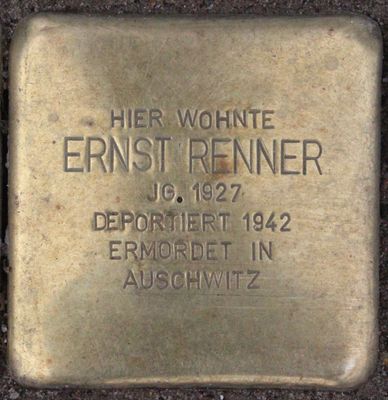 HIER WOHNTE
ERNST RENNER
JG. 1927
DEPORTIERT 1942
ERMORDET IN
AUSCHWITZ